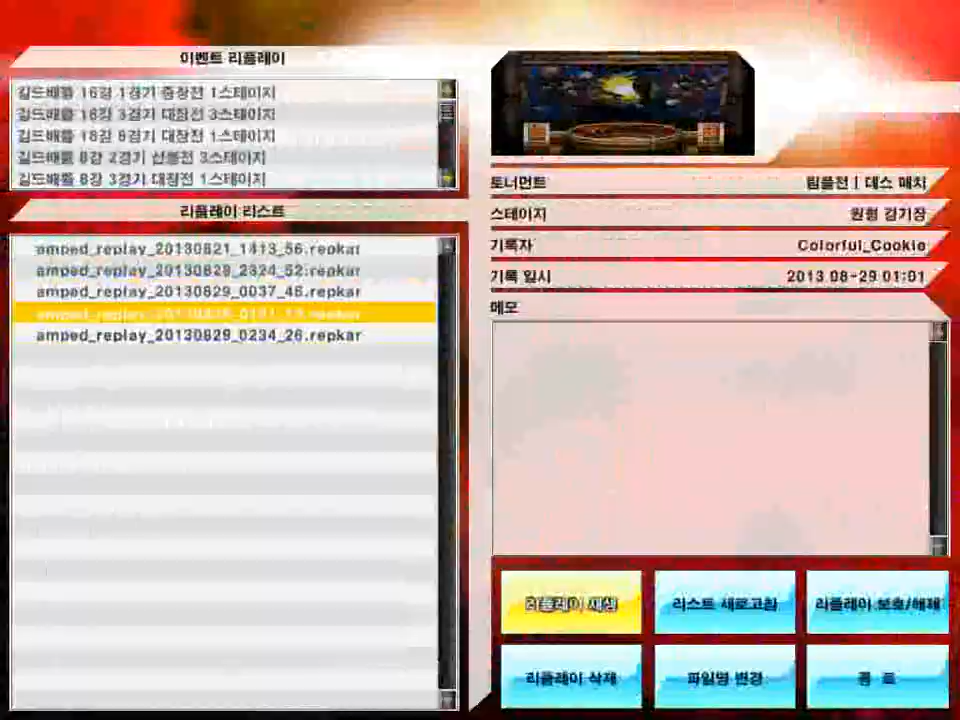 이벤트 리플레이
길드배틀 16강 1경기 중장전 1스테이지
길드배틀 16강 3경기 대장전 3스테이지
길드배틀 16강 6경기 대장전 1스테이지
길드배틀 8강 2경기 선봉전 3스테이지
길드배틀 8강 3경기 대장전 1스테이지
리플레이 리스트
amped_replay_20130821_1413_56.repkar
amped_replay_20130828_2324_52.repkar
amped_replay_20130829_0037_48.repkar
amped_replay_20130829_0234_26.repkar
토너먼트 팀플전 | 데스 매치
스테이지 원형 경기장
기록자 Colorful_Cookie
기록 일시 2013-08-29 01:01
메모
리플레이 재생
리스트 새로고침
리플레이 보호/해제
리플레이 삭제
파일명 변경
종 료